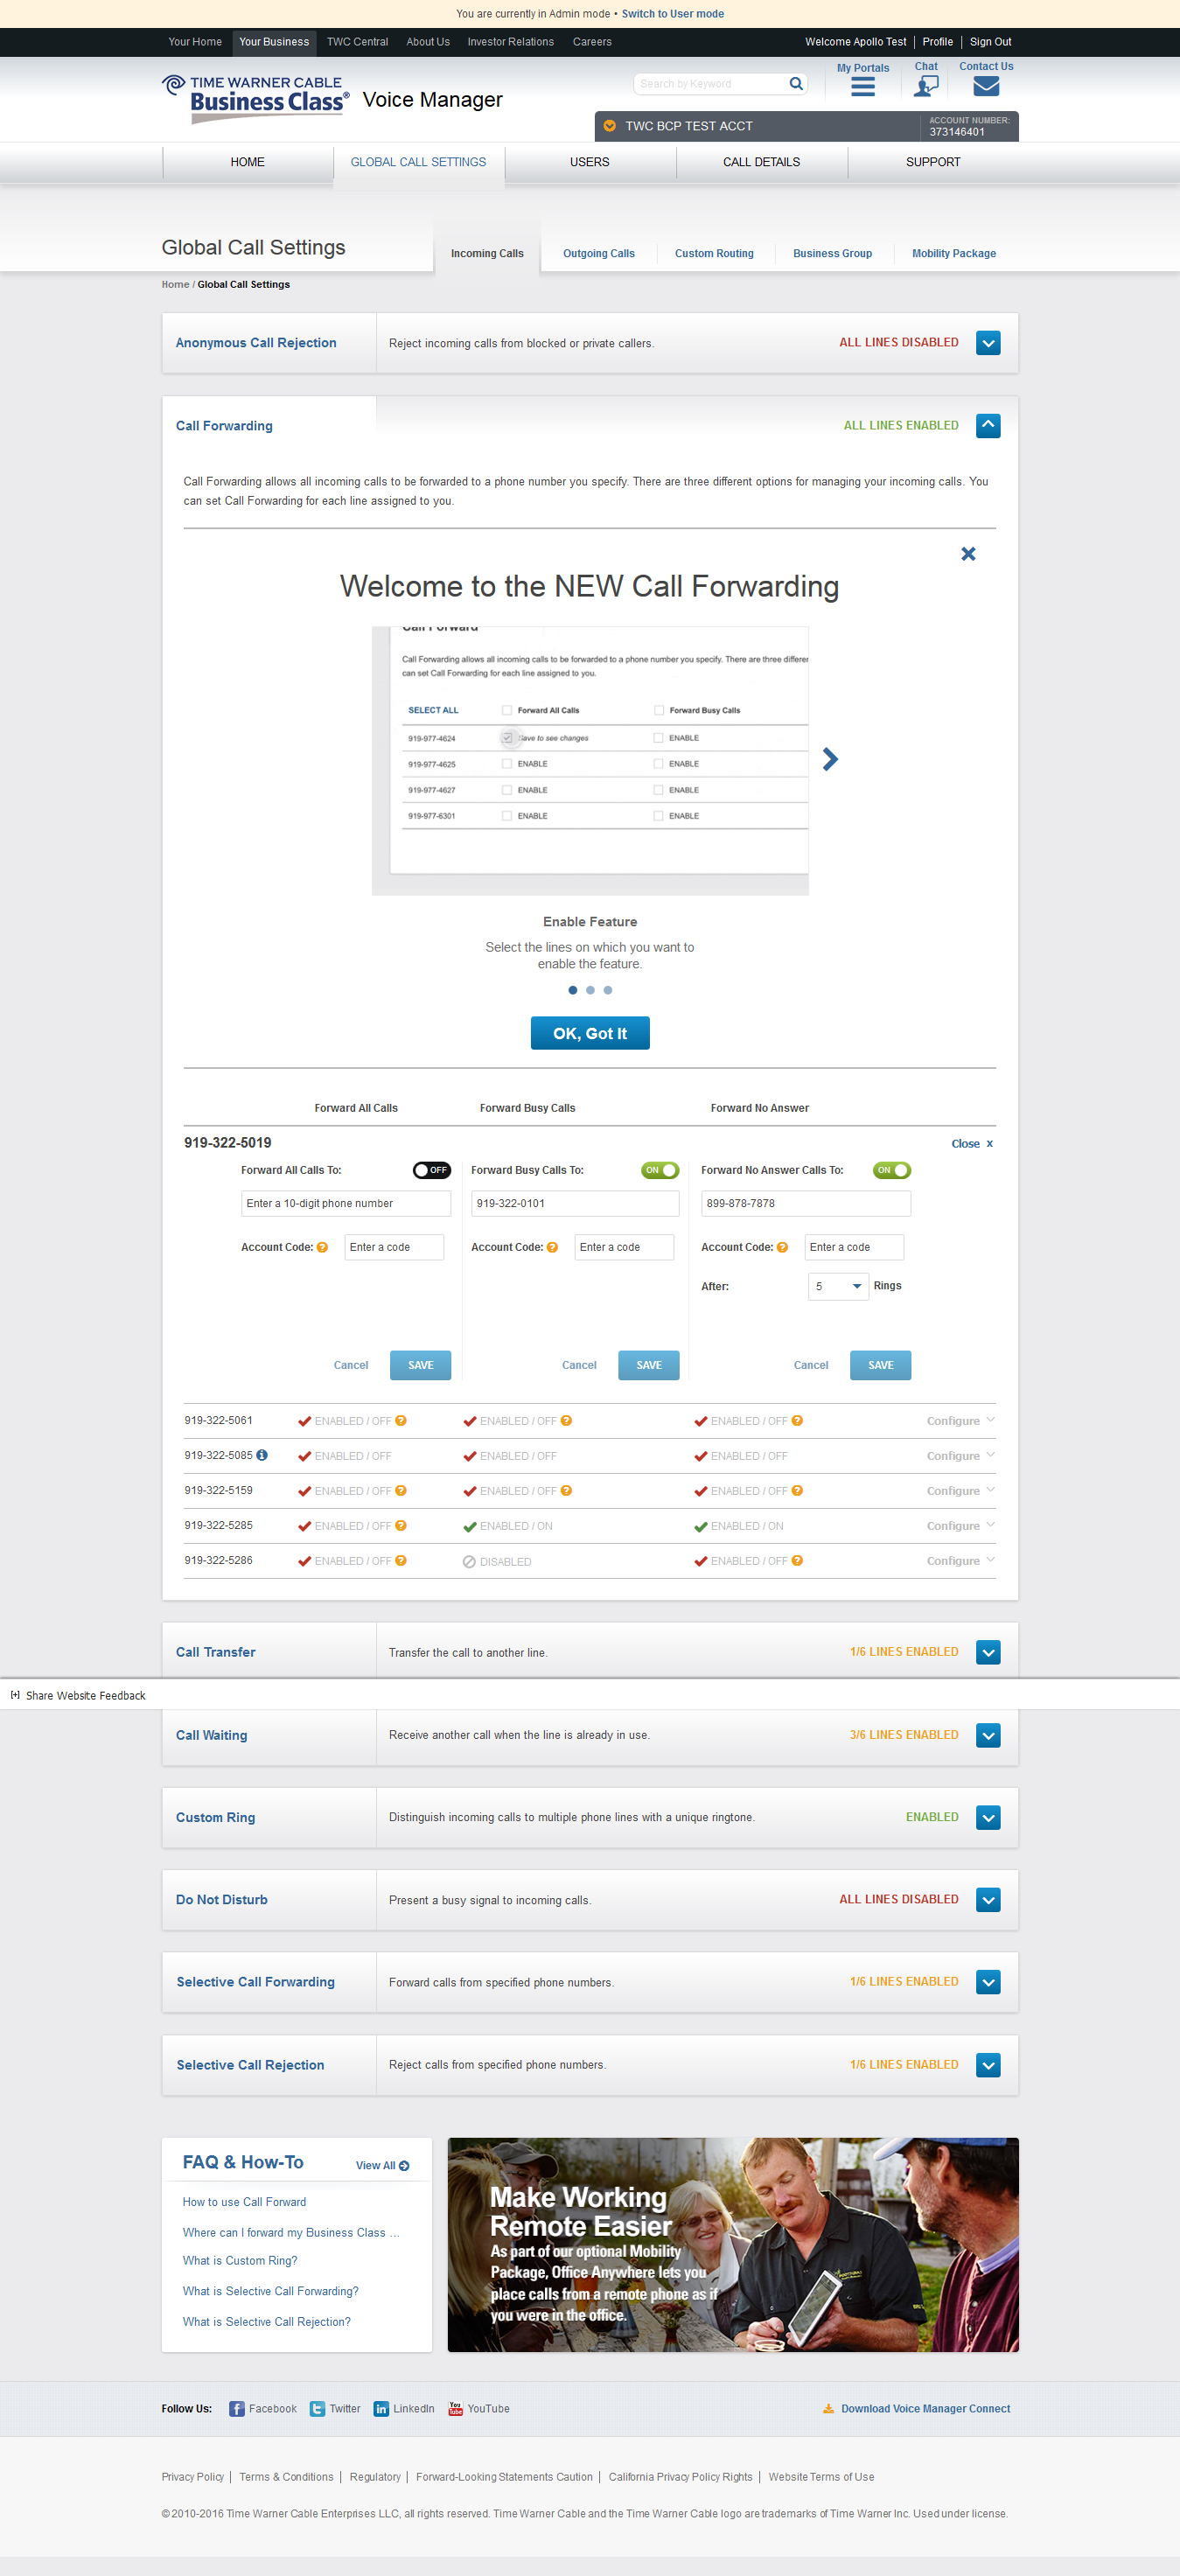 You are currently in Admin mode • Switch to User mode
Your Home Your Business TWC Central About Us Investor Relations Careers Welcome Apollo Test Profile Sign Out
TIME WARNER CABLE
Business Class® Voice Manager
Search by Keyword
My Portals Chat Contact Us
TWC BCP TEST ACCT
ACCOUNT NUMBER:
373146401
HOME GLOBAL CALL SETTINGS USERS CALL DETAILS SUPPORT
Global Call Settings
Incoming Calls Outgoing Calls Custom Routing Business Group Mobility Package
Home / Global Call Settings
Anonymous Call Rejection Reject incoming calls from blocked or private callers. ALL LINES DISABLED
Call Forwarding ALL LINES ENABLED
Call Forwarding allows all incoming calls to be forwarded to a phone number you specify. There are three different options for managing your incoming calls. You
can set Call Forwarding for each line assigned to you.
Welcome to the NEW Call Forwarding
Call Forward
Call Forwarding allows all incoming calls to be forwarded to a phone number you specify. There are three differen
can set Call Forwarding for each line assigned to you.
SELECT ALL Forward All Calls Forward Busy Calls
919-977-4624 Save to see changes ENABLE
919-977-4625 ENABLE ENABLE
919-977-4627 ENABLE ENABLE
919-977-6301 ENABLE ENABLE
Enable Feature
Select the lines on which you want to
enable the feature.
OK, Got It
Forward All Calls Forward Busy Calls Forward No Answer
919-322-5019 Close x
Forward All Calls To: OFF Forward Busy Calls To: ON Forward No Answer Calls To: ON
Enter a 10-digit phone number 919-322-0101 899-878-7878
Account Code: ? Enter a code Account Code: ? Enter a code Account Code: ? Enter a code
After: 5 Rings
Cancel SAVE Cancel SAVE Cancel SAVE
919-322-5061 ENABLED / OFF ? ENABLED / OFF ? ENABLED / OFF ? Configure
919-322-5085 i ENABLED / OFF ENABLED / OFF ENABLED / OFF Configure
919-322-5159 ENABLED / OFF ? ENABLED / OFF ? ENABLED / OFF ? Configure
919-322-5285 ENABLED / OFF ? ENABLED / ON ENABLED / ON Configure
919-322-5286 ENABLED / OFF ? DISABLED ENABLED / OFF ? Configure
Call Transfer Transfer the call to another line. 1/6 LINES ENABLED
[+] Share Website Feedback
Call Waiting Receive another call when the line is already in use. 3/6 LINES ENABLED
Custom Ring Distinguish incoming calls to multiple phone lines with a unique ringtone. ENABLED
Do Not Disturb Present a busy signal to incoming calls. ALL LINES DISABLED
Selective Call Forwarding Forward calls from specified phone numbers. 1/6 LINES ENABLED
Selective Call Rejection Reject calls from specified phone numbers. 1/6 LINES ENABLED
FAQ & How-To View All
How to use Call Forward
Where can I forward my Business Class ...
What is Custom Ring?
What is Selective Call Forwarding?
What is Selective Call Rejection?
Make Working
Remote Easier
As part of our optional Mobility
Package, Office Anywhere lets you
place calls from a remote phone as if
you were in the office.
Follow Us: Facebook Twitter LinkedIn YouTube Download Voice Manager Connect
Privacy Policy Terms & Conditions Regulatory Forward-Looking Statements Caution California Privacy Policy Rights Website Terms of Use
© 2010-2016 Time Warner Cable Enterprises LLC, all rights reserved. Time Warner Cable and the Time Warner Cable logo are trademarks of Time Warner Inc. Used under license.